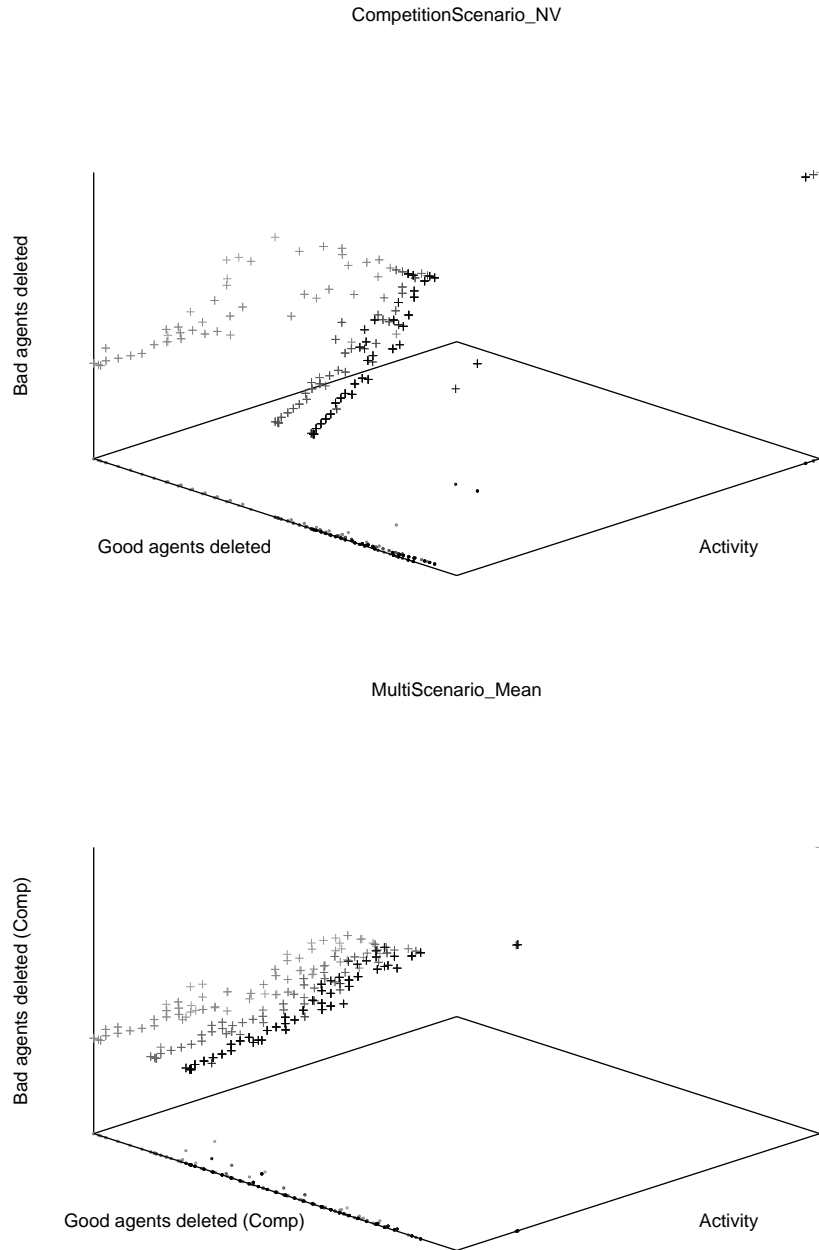 CompetitionScenario_NV
Bad agents deleted
Good agents deleted
Activity
MultiScenario_Mean
Bad agents deleted (Comp)
Good agents deleted (Comp)
Activity